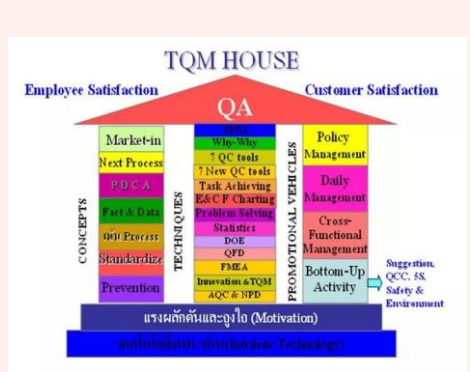 TQM HOUSE
Employee Satisfaction
Customer Satisfaction
QA
CONCEPTS
Market-in
Next Process
PDCA
Fact & Data
Process
Standardize
Prevention
TECHNIQUES
Why-Why
7 QC tools
7 New QC tools
Task Achieving
E&C F Charting
Problem Solving
Statistics
DOE
QFD
FMEA
Innovation &TQM
AQC & NPD
PROMOTIONAL VEHICLES
Policy
Management
Daily
Management
Cross-
Functional
Management
Bottom-Up
Activity
Suggestion,
QCC, 5S,
Safety &
Environment
แรงผลักดันและจูงใจ (Motivation)
(Intrinsic Technology)